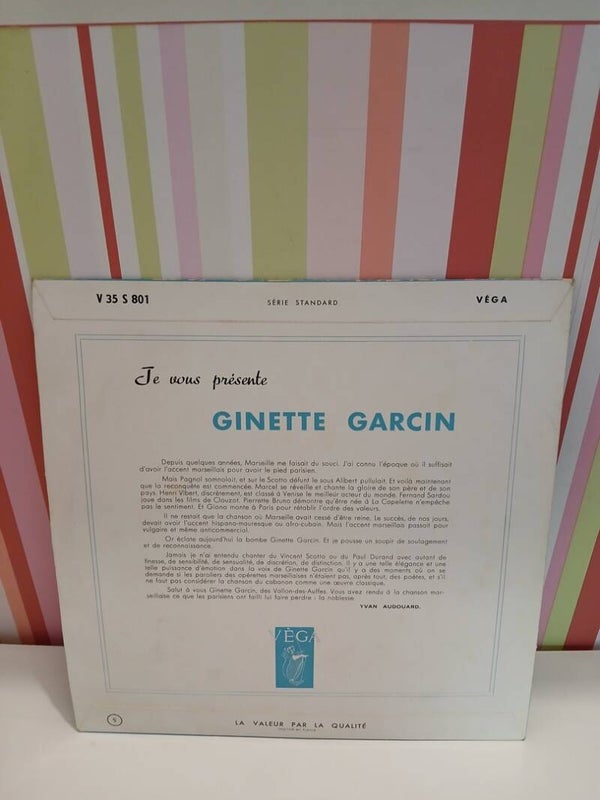 V 35 S 801 SÉRIE STANDARD VÉGA
Je vous présente
GINETTE GARCIN
Depuis quelques années, Marseille me faisait du souci. J'ai connu l'époque où il suffisait
d'avoir l'accent marseillais pour avoir le pied parisien.
Mais Pagnol somnolait, et sur le Scotto défunt le sous Alibert pullulait. Et voilà maintenant
que la reconquête est commencée. Marcel se réveille et chante la gloire de son père et de son
pays. Henri Vibert, discrètement, est classé à Venise le meilleur acteur du monde. Fernand Sardou
joue dans les films de Clouzot. Pierrette Bruno démontre qu'être née à La Capelette n'empêche
pas le sentiment. Et Giono monte à Paris pour rétablir l'ordre des valeurs.
Il ne restait que la chanson où Marseille avait cessé d'être reine. Le succès, de nos jours,
devait avoir l'accent hispano-mauresque ou afro-cubain. Mais l'accent marseillais passait pour
vulgaire et même anticommercial.
Or éclate aujourd'hui la bombe Ginette Garcin. Et je pousse un soupir de soulagement
et de reconnaissance.
Jamais je n'ai entendu chanter du Vincent Scotto ou du Paul Durand avec autant de
finesse, de sensibilité, de sensualité, de discrétion, de distinction. Il y a une telle élégance et une
telle puissance d'émotion dans la voix de Ginette Garcin qu'il y a des moments où on se
demande si les paroliers des opérettes marseillaises n'étaient pas, après tout, des poètes, et s'il
ne faut pas considérer la chanson du cabanon comme une œuvre classique.
Salut à vous Ginette Garcin, des Vallon-des-Auffes. Vous avez rendu à la chanson mar-
seillaise ce que les parisiens ont failli lui faire perdre - la noblesse.
YVAN AUDOUARD.
VÉGA
S
LA VALEUR PAR LA QUALITÉ